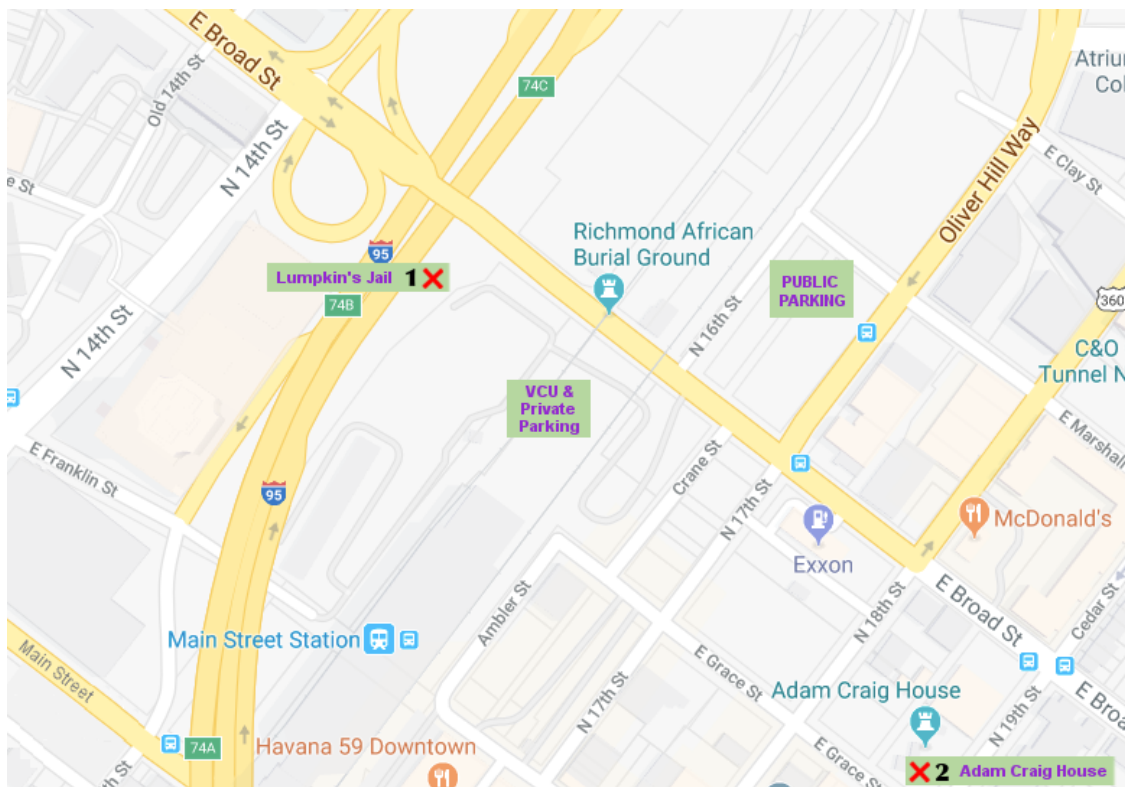 E Broad St
Old 14th St
74C
Atriu
Col
N 14th St
E Clay St
Oliver Hill Way
e St
Richmond African
Burial Ground
95
Lumpkin's Jail 1
74B
PUBLIC
PARKING
360
N 14th St
N 16th St
C&O
Tunnel N
VCU &
Private
Parking
E Marshall
E Franklin St
Crane St
95
N 17th St
McDonald's
Exxon
Ambler St
N 18th St
E Broad St
Cedar St
Main Street Station
Main Street
E Grace St
Adam Craig House
N 17th St
N 19th St
E Broa
74A
Havana 59 Downtown
E Grace St
th St
2 Adam Craig House